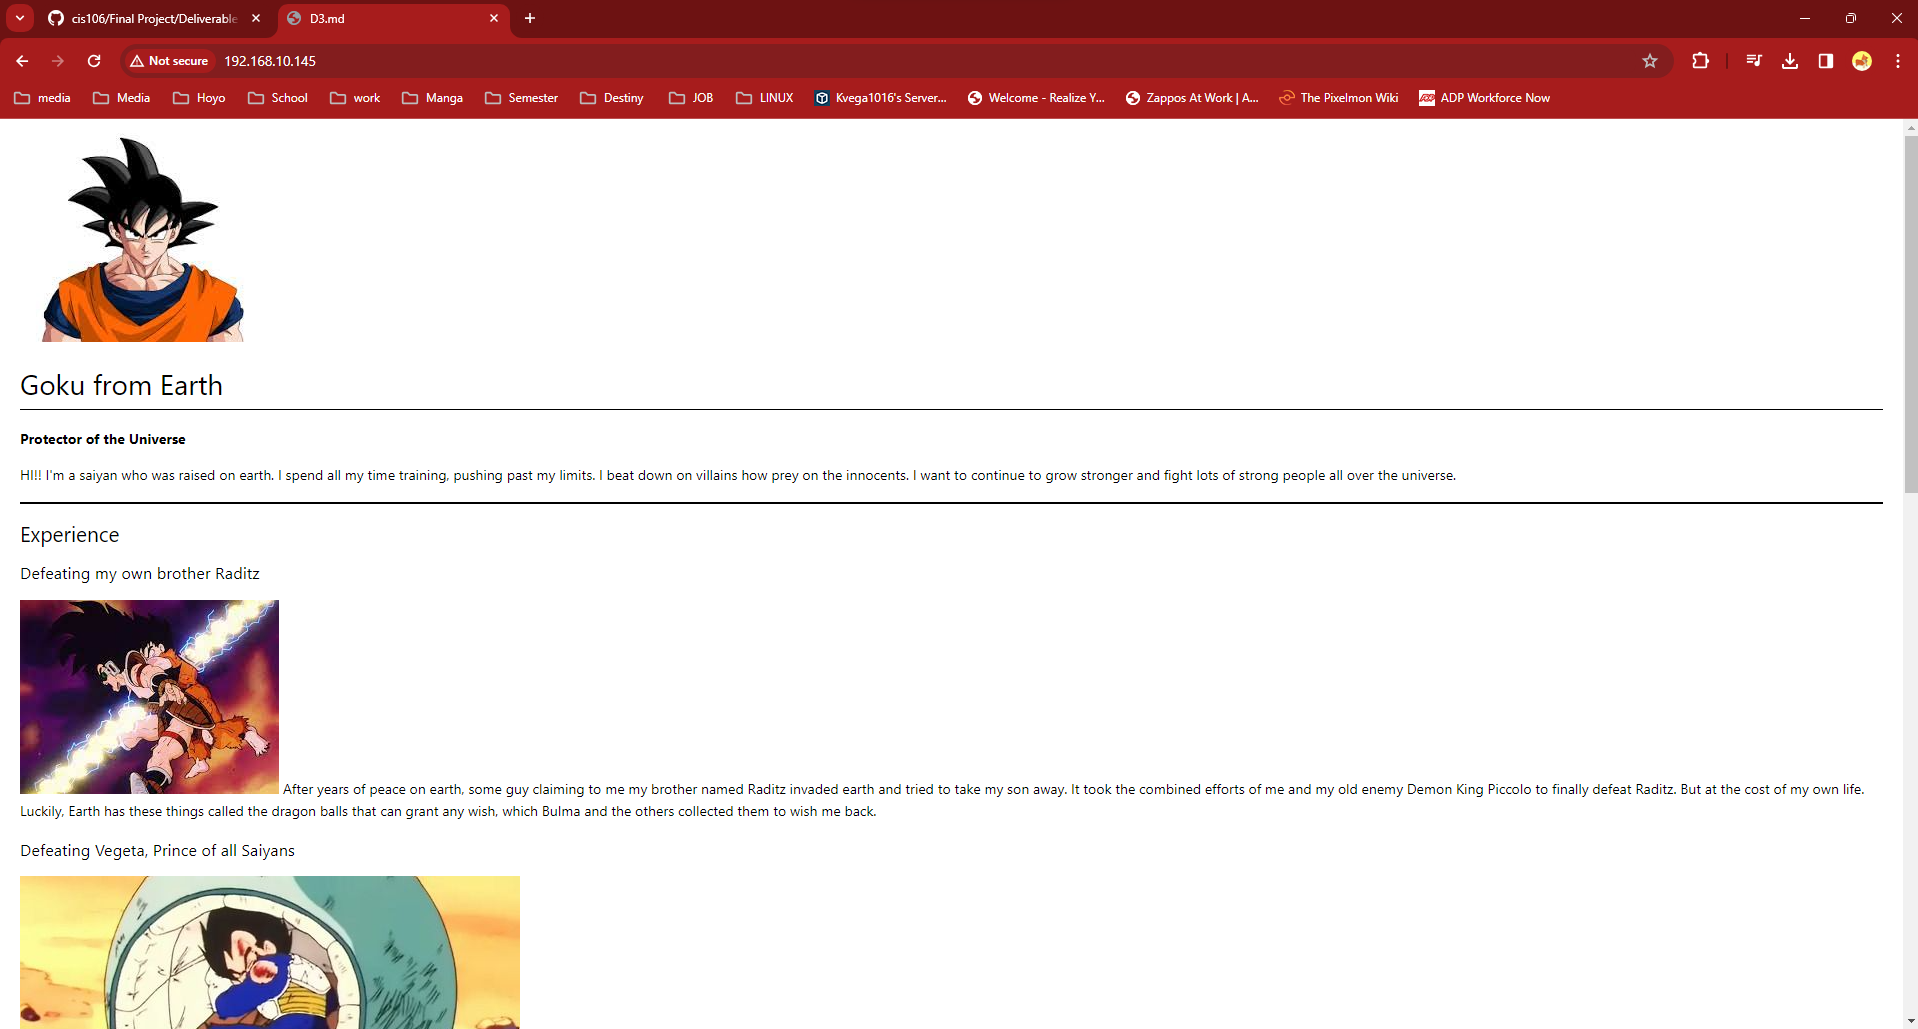 cis106/Final Project/Deliverable
D3.md
Not secure
192.168.10.145
media
Media
Hoyo
School
work
Manga
Semester
Destiny
JOB
LINUX
Kvega1016's Server...
Welcome - Realize Y...
Zappos At Work | A...
The Pixelmon Wiki
ADP Workforce Now
Goku from Earth
Protector of the Universe
HI!! I'm a saiyan who was raised on earth. I spend all my time training, pushing past my limits. I beat down on villains how prey on the innocents. I want to continue to grow stronger and fight lots of strong people all over the universe.
Experience
Defeating my own brother Raditz
After years of peace on earth, some guy claiming to me my brother named Raditz invaded earth and tried to take my son away. It took the combined efforts of me and my old enemy Demon King Piccolo to finally defeat Raditz. But at the cost of my own life.
Luckily, Earth has these things called the dragon balls that can grant any wish, which Bulma and the others collected them to wish me back.
Defeating Vegeta, Prince of all Saiyans